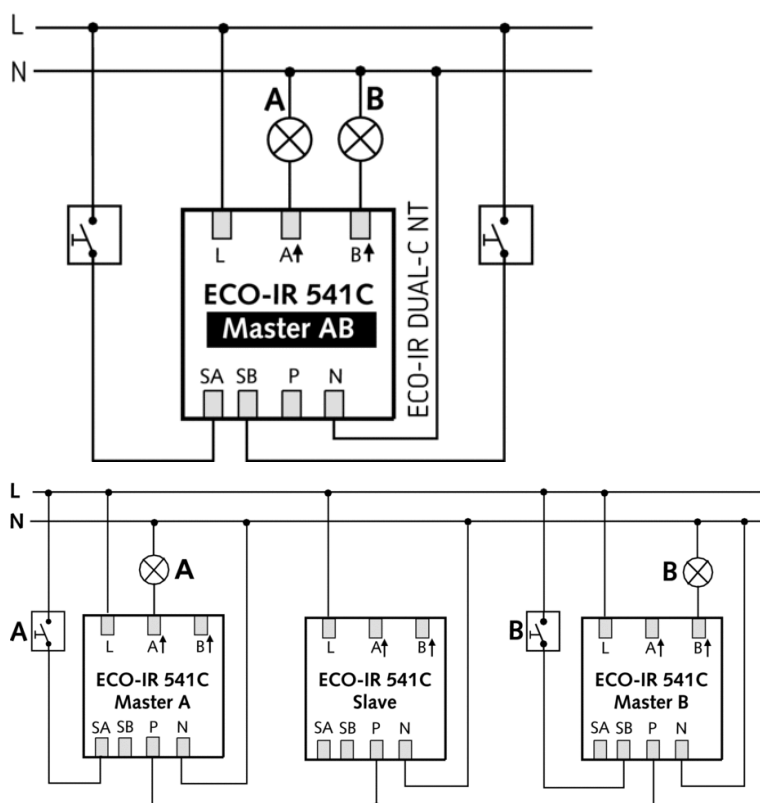 L
N
A B
L A↑ B↑
ECO-IR 541C
Master AB
SA SB P N
ECO-IR DUAL-C NT
L
N
A B
A B
L A↑ B↑ L A↑ B↑ L A↑ B↑
ECO-IR 541C ECO-IR 541C ECO-IR 541C
Master A Slave Master B
SA SB P N SA SB P N SA SB P N